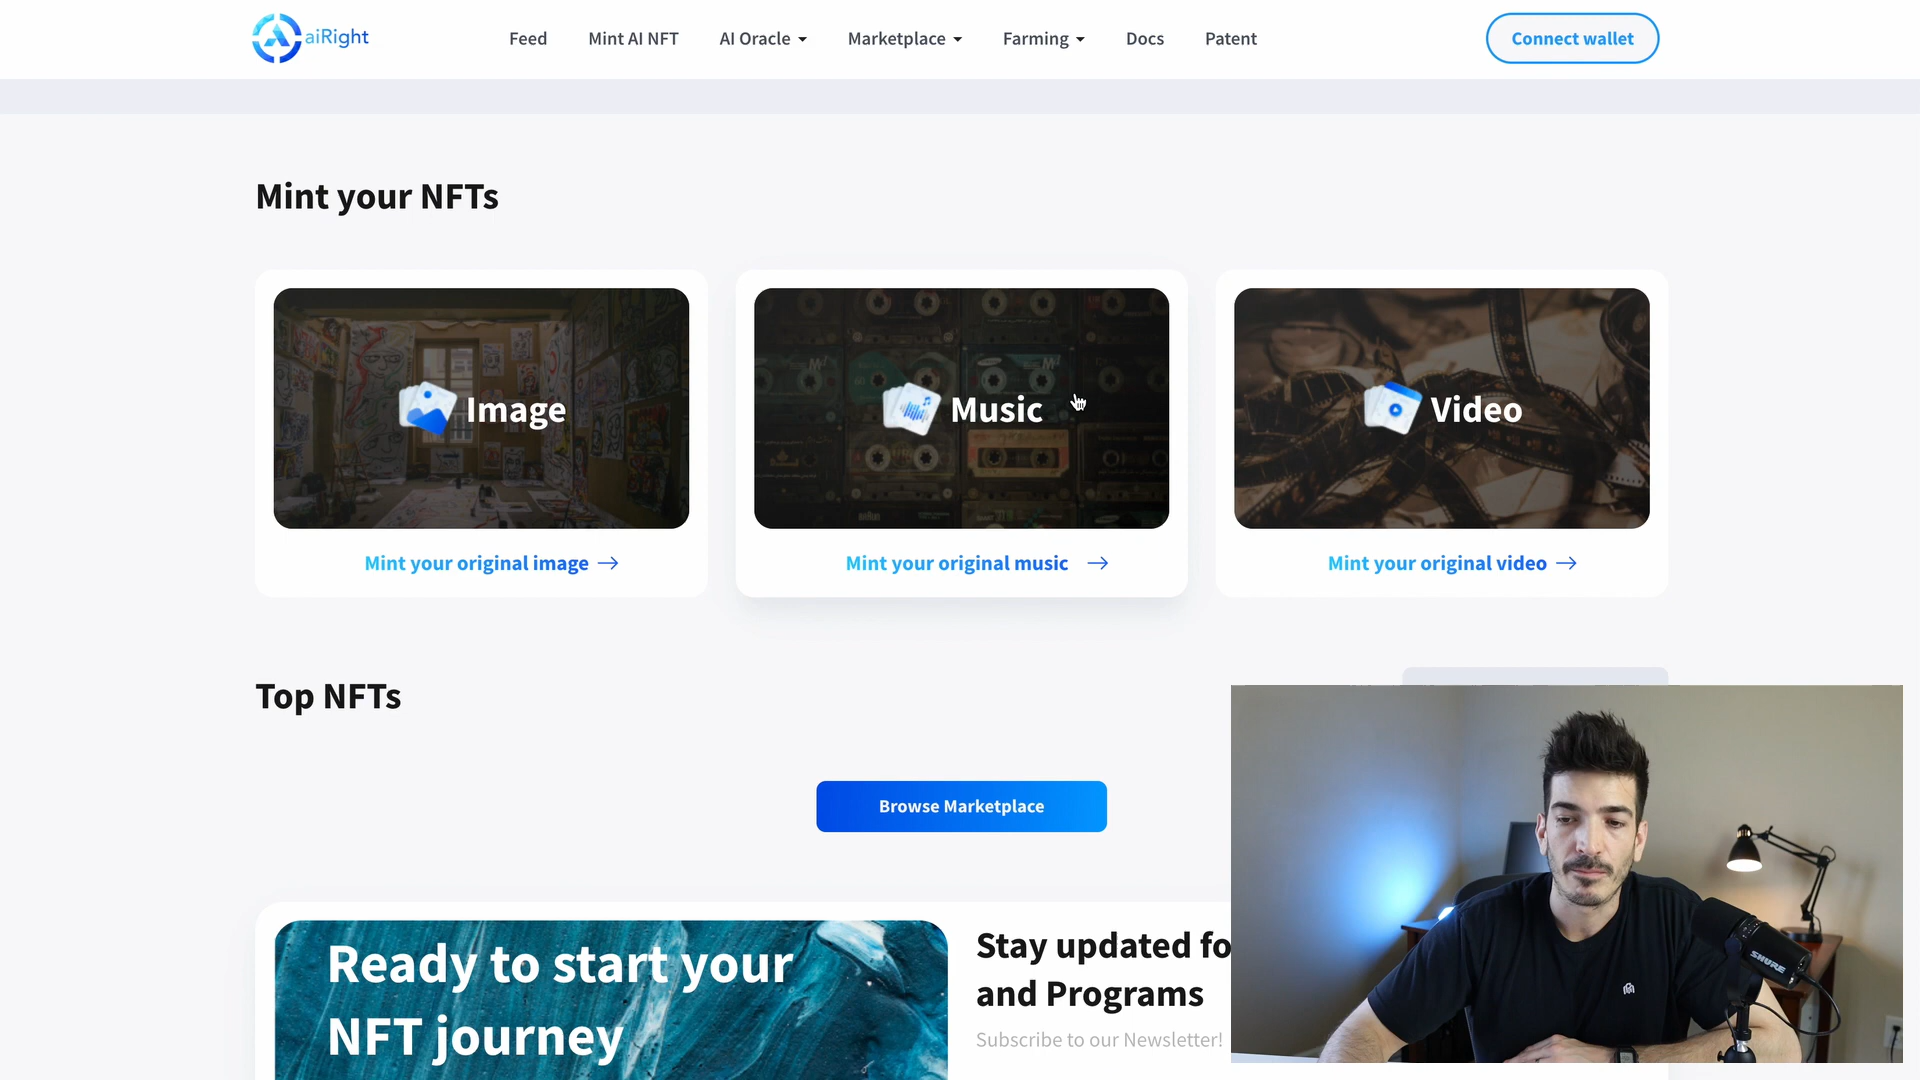 aiRight
Feed
Mint AI NFT
AI Oracle
Marketplace
Farming
Docs
Patent
Connect wallet
Mint your NFTs
Image
Music
Video
Mint your original image
Mint your original music
Mint your original video
Top NFTs
Browse Marketplace
Ready to start your
NFT journey
Stay updated fo
and Programs
Subscribe to our Newsletter!
SHURE